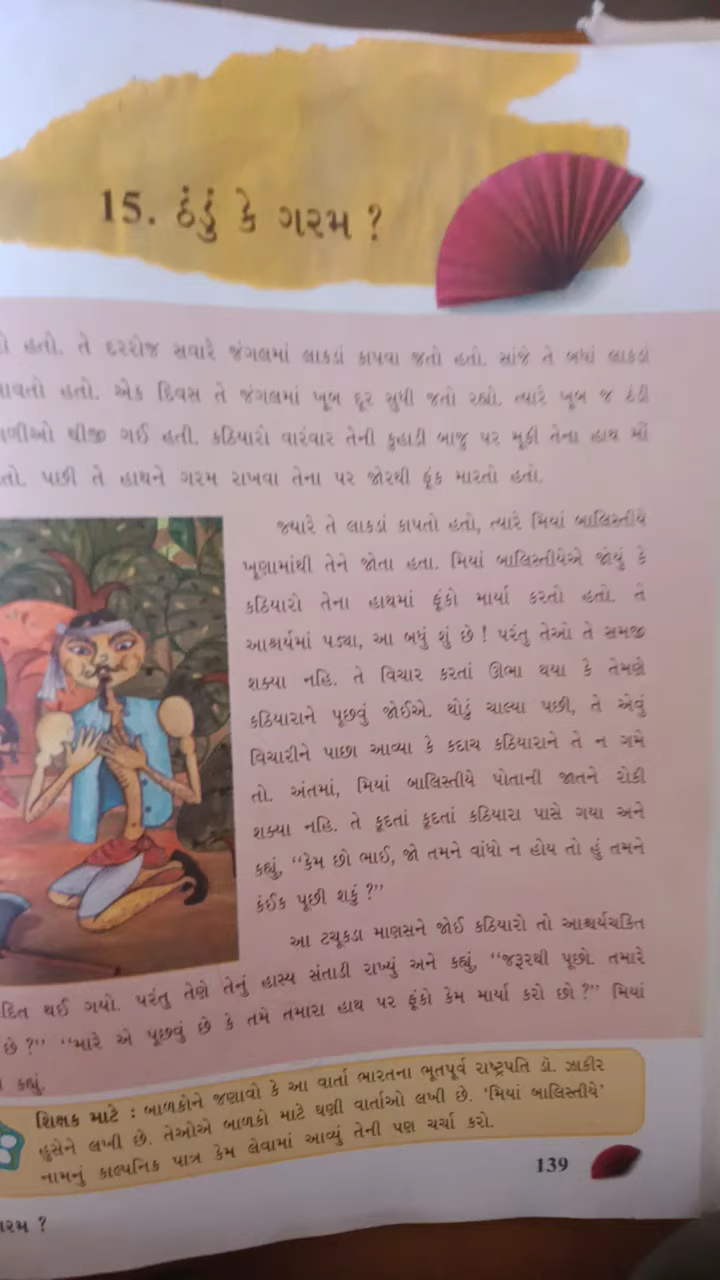 15. ઠંડું કે ગરમ ?
હતો. તે દરરોજ સવારે જંગલમાં લાકડાં કાપવા જતો હતો. સાંજે તે બધાં લાકડાં
હતો. એક દિવસ તે જંગલમાં ખૂબ દૂર સુધી જતો રહ્યો. ત્યારે ખૂબ જ ઠંડી
થીજી ગઈ હતી. કઠિયારો વારંવાર તેની કુહાડી બાજુ પર મૂકી તેના હાથ મોં
પાછી તે હાથને ગરમ રાખવા તેના પર જોરથી ફૂંક મારતો હતો.
જ્યારે તે લાકડાં કાપતો હતો, ત્યારે મિયાં બાલિસ્તીયે
ખૂણામાંથી તેને જોતા હતા. મિયાં બાલિસ્તીયેએ જોયું કે
કઠિયારો તેના હાથમાં ફૂંકો માર્યા કરતો હતો. તે
આશ્ચર્યમાં પડ્યા, આ બધું શું છે ! પરંતુ તેઓ તે સમજી
શક્યા નહિ. તે વિચાર કરતાં ઊભા થયા કે તેમણે
કઠિયારાને પૂછવું જોઈએ. થોડું ચાલ્યા પછી, તે એવું
વિચારીને પાછા આવ્યા કે કદાચ કઠિયારાને તે ન ગમે
તો. અંતમાં, મિયાં બાલિસ્તીયે પોતાની જાતને રોકી
શક્યા નહિ. તે કૂદતાં કૂદતાં કઠિયારા પાસે ગયા અને
કહ્યું, “કેમ છો ભાઈ, જો તમને વાંધો ન હોય તો હું તમને
કંઈક પૂછી શકું ?”
આ ટચૂકડા માણસને જોઈ કઠિયારો તો આશ્ચર્યચકિત
થઈ ગયો. પરંતુ તેણે તેનું હાસ્ય સંતાડી રાખ્યું અને કહ્યું, “જરૂરથી પૂછો. તમારે
છે ?” “મારે એ પૂછવું છે કે તમે તમારા હાથ પર ફૂંકો કેમ માર્યા કરો છો ?” મિયાં
કહ્યું.
શિક્ષક માટે : બાળકોને જણાવો કે આ વાર્તા ભારતના ભૂતપૂર્વ રાષ્ટ્રપતિ ડો. ઝાકીર
હુસેને લખી છે. તેઓએ બાળકો માટે ઘણી વાર્તાઓ લખી છે. ‘મિયાં બાલિસ્તીયે’
નામનું કાલ્પનિક પાત્ર કેમ લેવામાં આવ્યું તેની પણ ચર્ચા કરો.
139